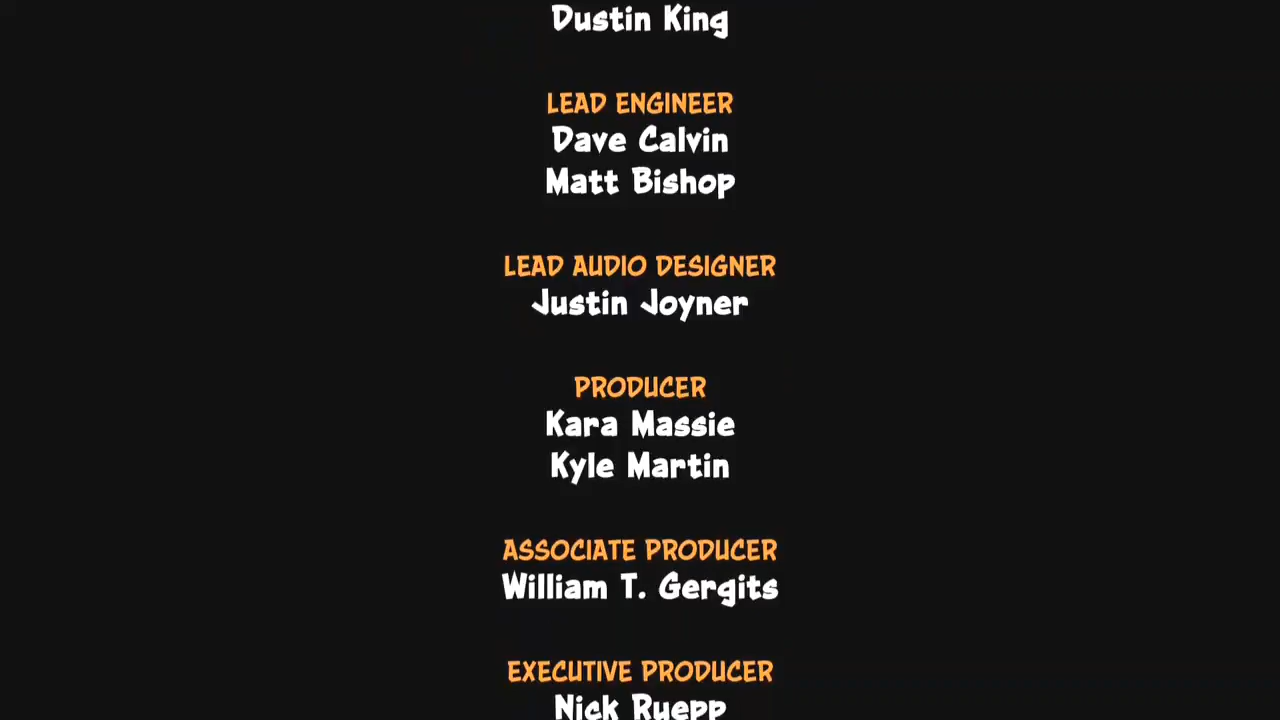 Dustin King
LEAD ENGINEER
Dave Calvin
Matt Bishop
LEAD AUDIO DESIGNER
Justin Joyner
PRODUCER
Kara Massie
Kyle Martin
ASSOCIATE PRODUCER
William T. Gergits
EXECUTIVE PRODUCER
Nick Ruepp